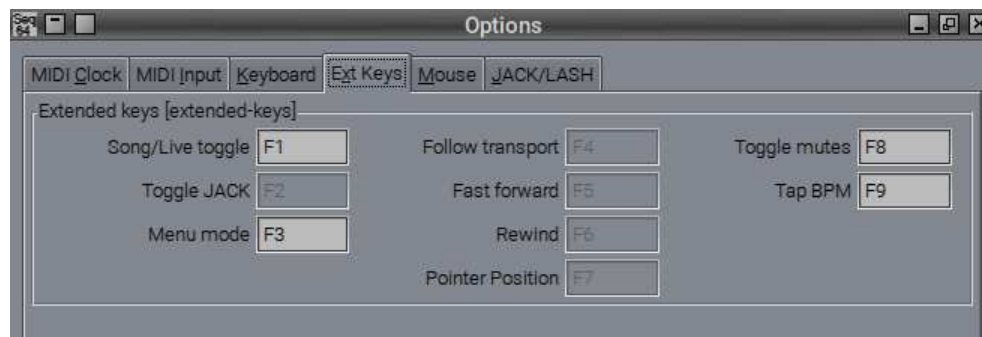 Seq
64
Options
MIDI Clock MIDI Input Keyboard Ext Keys Mouse JACK/LASH
Extended keys [extended-keys]
Song/Live toggle F1 Follow transport F4 Toggle mutes F8
Toggle JACK F2 Fast forward F5 Tap BPM F9
Menu mode F3 Rewind F6
Pointer Position F7